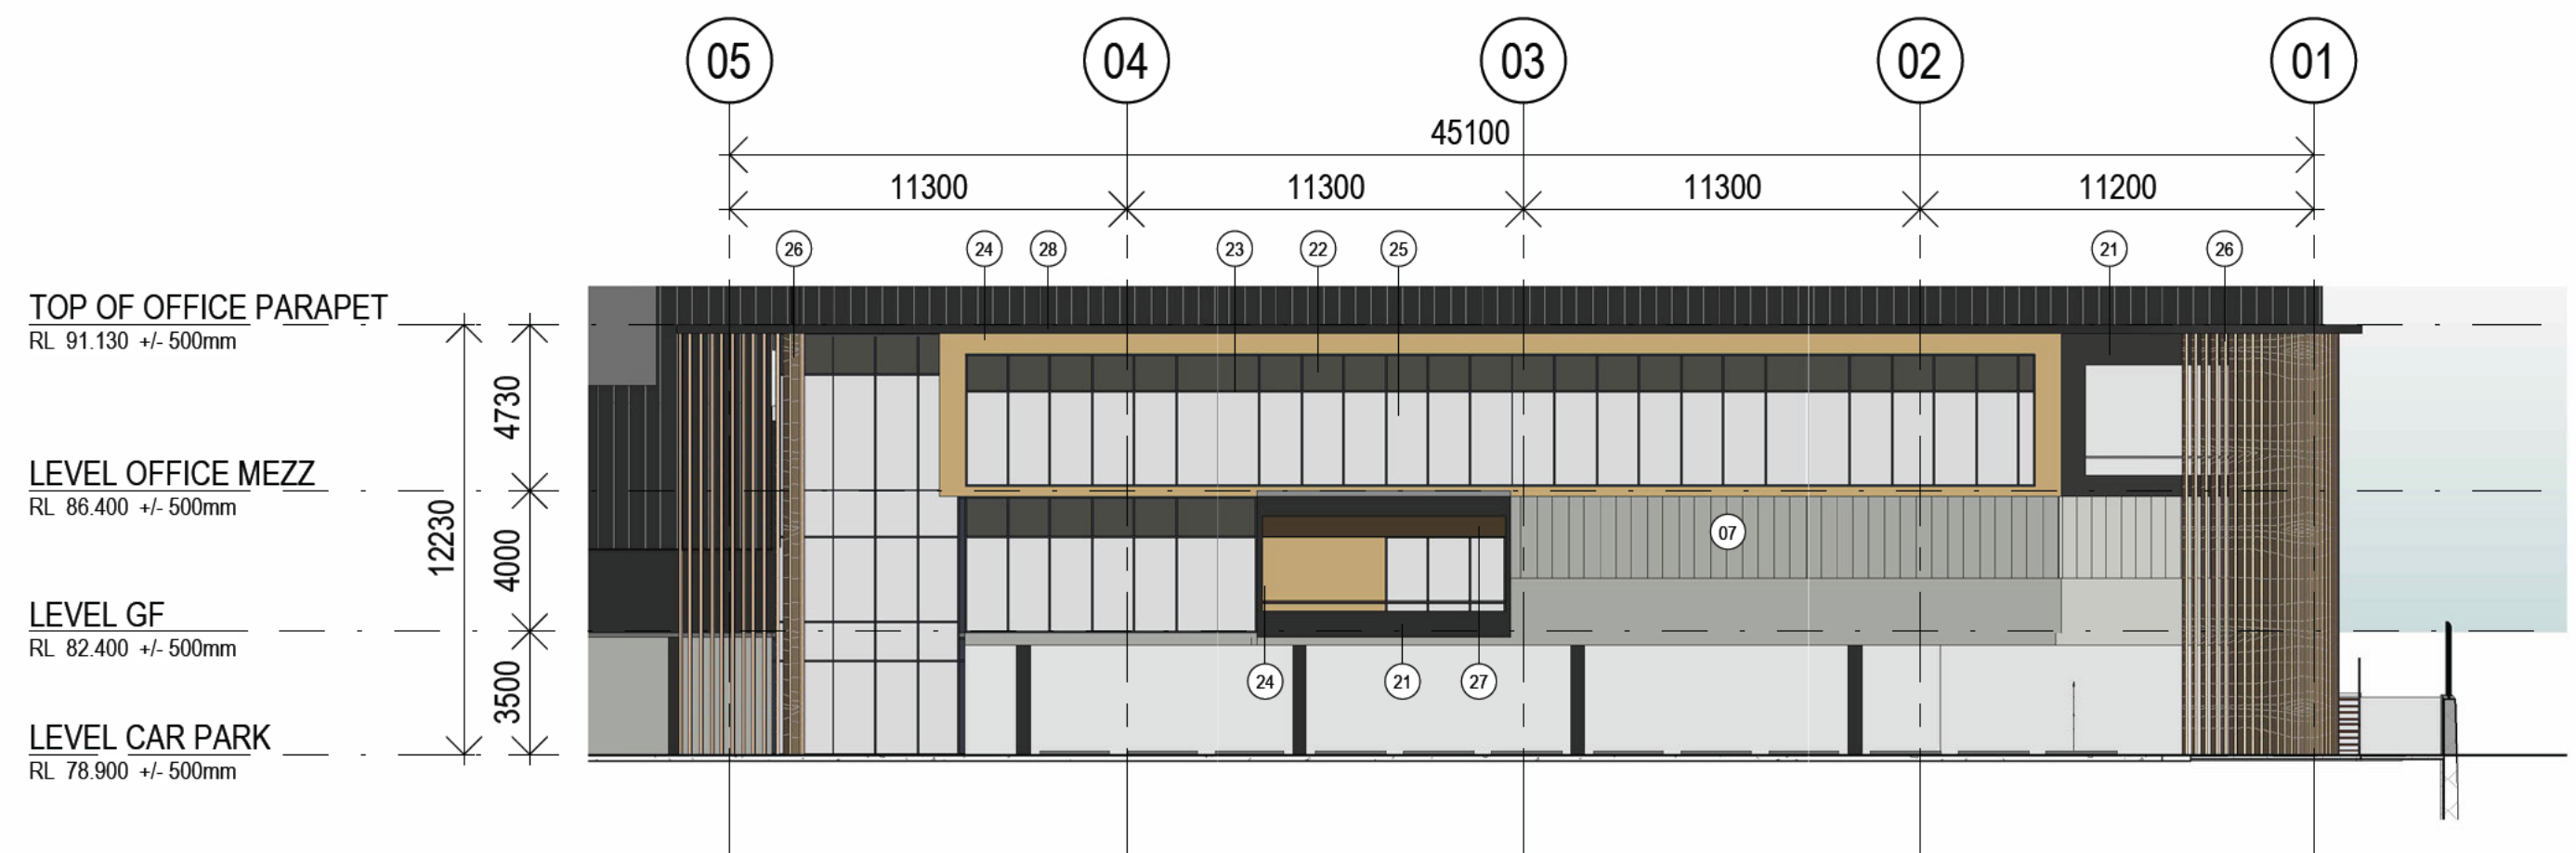 05 04 03 02 01
45100
11300 11300 11300 11200
26 24 28 23 22 25 21 26
TOP OF OFFICE PARAPET
RL 91.130 +/- 500mm
4730
LEVEL OFFICE MEZZ
RL 86.400 +/- 500mm
12230
4000
07
LEVEL GF
RL 82.400 +/- 500mm
24 21 27
3500
LEVEL CAR PARK
RL 78.900 +/- 500mm